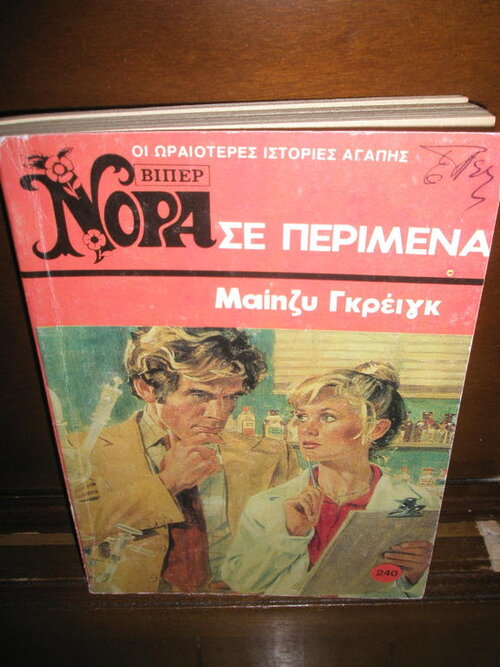 ΟΙ ΩΡΑΙΟΤΕΡΕΣ ΙΣΤΟΡΙΕΣ ΑΓΑΠΗΣ
ΒΙΠΕΡ
ΝΟΡΑ
ΣΕ ΠΕΡΙΜΕΝΑ
Μαίηζυ Γκρέιγκ
240